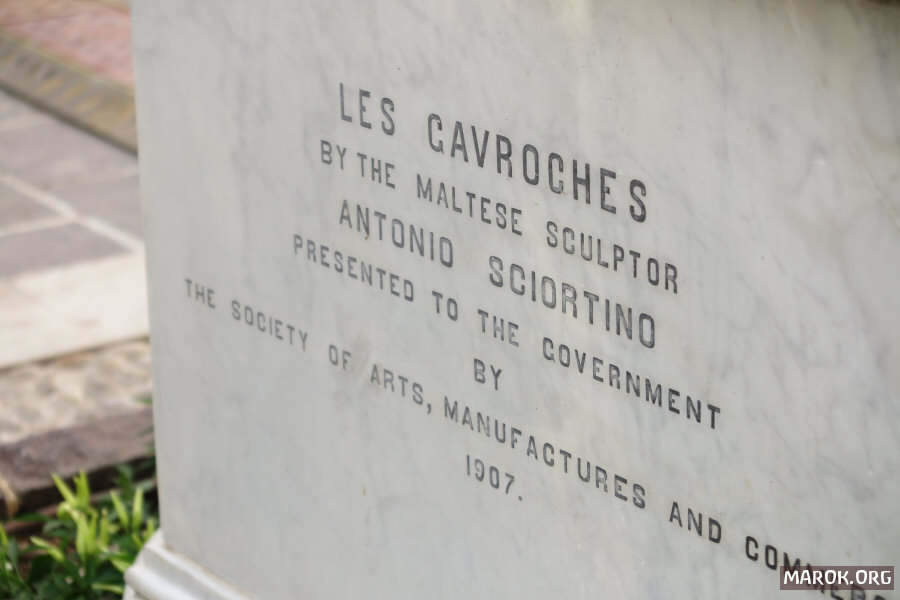 LES GAVROCHES
BY THE MALTESE SCULPTOR
ANTONIO SCIORTINO
PRESENTED TO THE GOVERNMENT
BY
THE SOCIETY OF ARTS, MANUFACTURES AND
1907.
MAROK.ORG